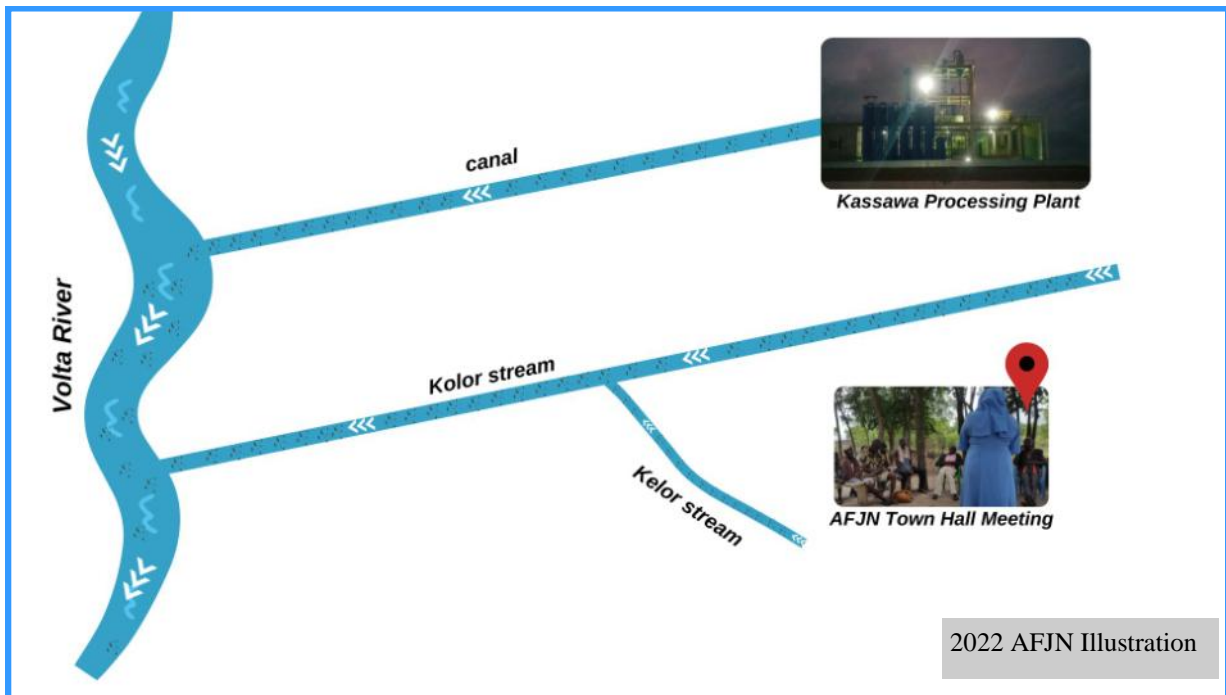 canal
Kassawa Processing Plant
Volta River
Kolor stream
Kelor stream
AFJN Town Hall Meeting
2022 AFJN Illustration